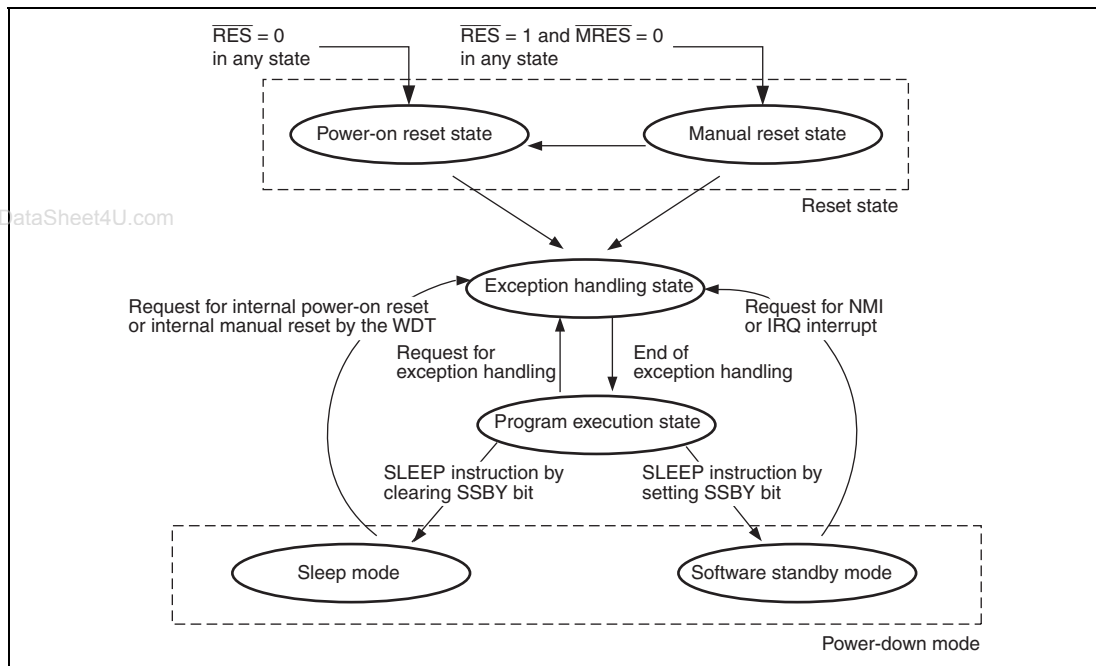 RES = 0
in any state
RES = 1 and MRES = 0
in any state
Power-on reset state
Manual reset state
Reset state
DataSheet4U.com
Exception handling state
Request for internal power-on reset
or internal manual reset by the WDT
Request for NMI
or IRQ interrupt
Request for
exception handling
End of
exception handling
Program execution state
SLEEP instruction by
clearing SSBY bit
SLEEP instruction by
setting SSBY bit
Sleep mode
Software standby mode
Power-down mode